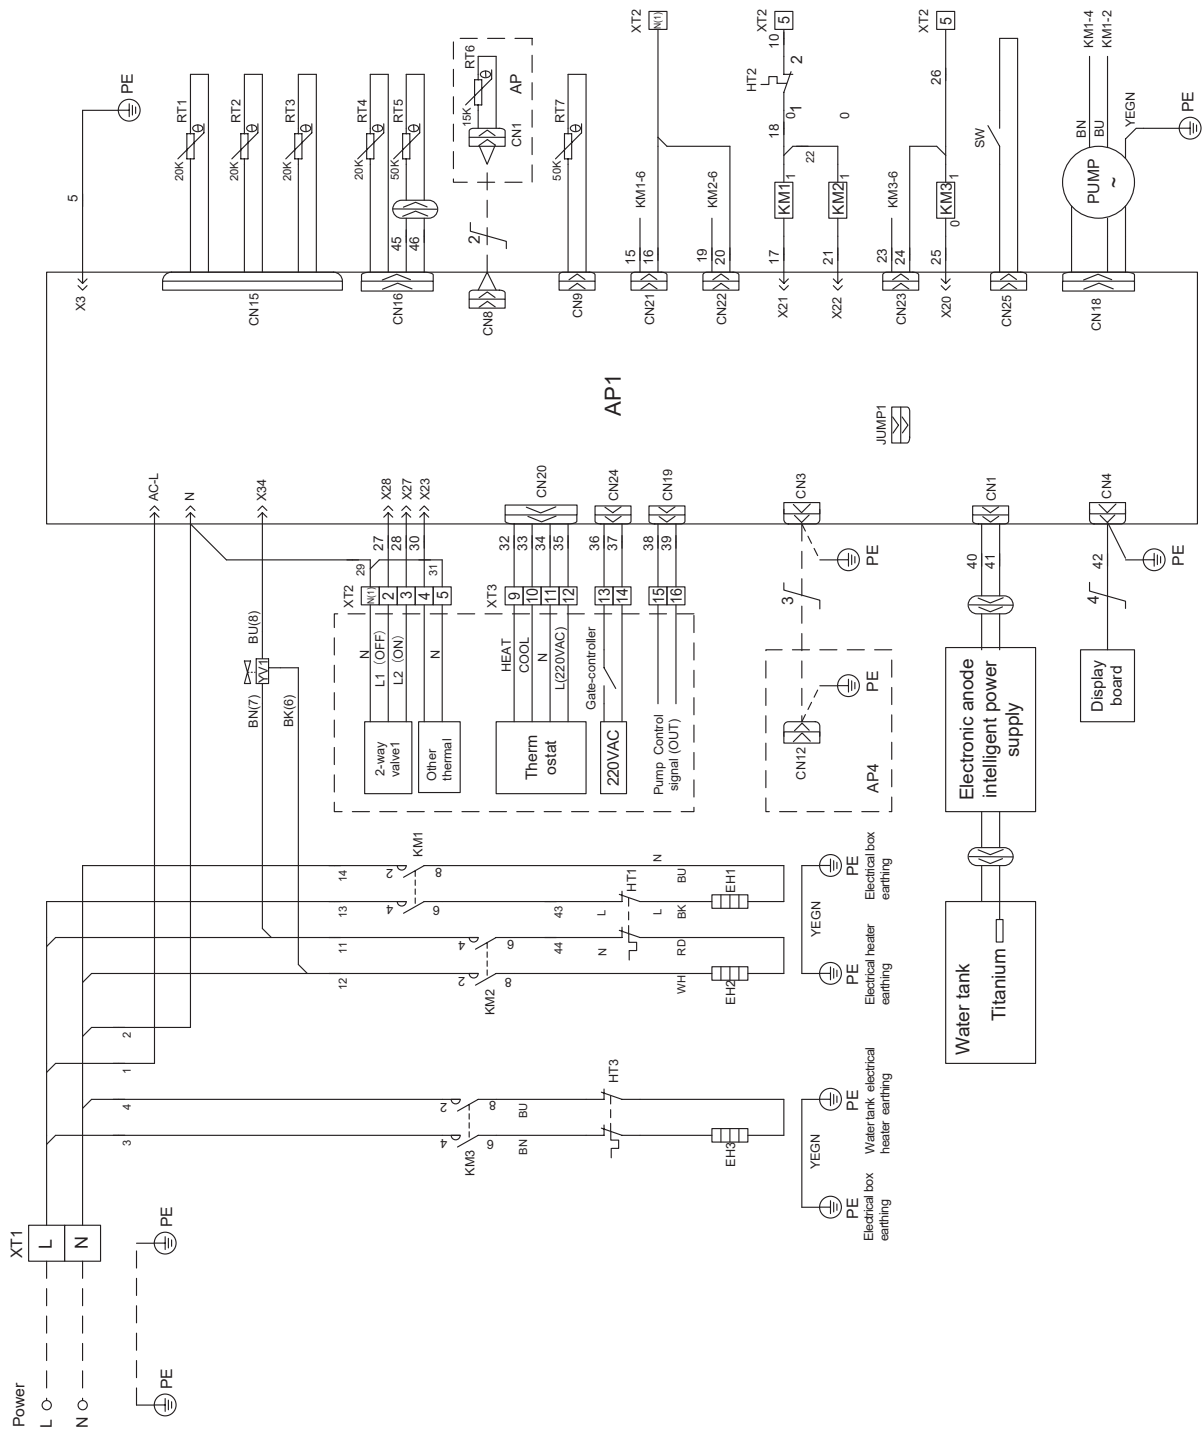 Power
L
N
PE
PE
XT1
L
N
3
4
1
2
12
11
13
14
4
2
6
8
KM3
BN
BU
HT3
EH3
YEGN
PE
Electrical box
earthing
PE
Water tank electrical
heater earthing
2
4
8
6
KM2
4
2
6
8
KM1
44
43
N
L
HT1
L
N
WH
RD
BK
BU
EH2
EH1
YEGN
PE
Electrical heater
earthing
PE
Electrical box
earthing
BN(7)
BU(8)
BK(6)
YV1
AC-L
N
X34
XT2
N(1)
2
3
4
5
29
27
28
30
31
X28
X27
X23
N
L1 (OFF)
L2 (ON)
N
2-way
valve1
Other
thermal
XT3
9
10
11
12
13
14
15
16
32
33
34
35
36
37
38
39
CN20
CN24
CN19
HEAT
COOL
N
L(220VAC)
Therm
ostat
Gate-controller
220VAC
Pump Control
signal (OUT)
CN3
PE
3
CN12
PE
AP4
CN1
40
41
Electronic anode
intelligent power
supply
Water tank
Titanium
CN4
PE
42
4
Display
board
AP1
JUMP1
X3
5
PE
CN15
20K
RT1
20K
RT2
20K
RT3
CN16
20K
RT4
50K
RT5
45
46
CN8
2
CN1
15K
RT6
AP
CN9
50K
RT7
CN21
15
16
KM1-6
XT2
N(1)
CN22
19
20
KM2-6
X21
17
KM1
1
18
22
0
1
HT2
2
10
XT2
5
X22
21
KM2
1
0
CN23
23
24
KM3-6
X20
25
0
KM3
1
26
XT2
5
CN25
SW
CN18
PUMP
~
BN
BU
YEGN
KM1-4
KM1-2
PE